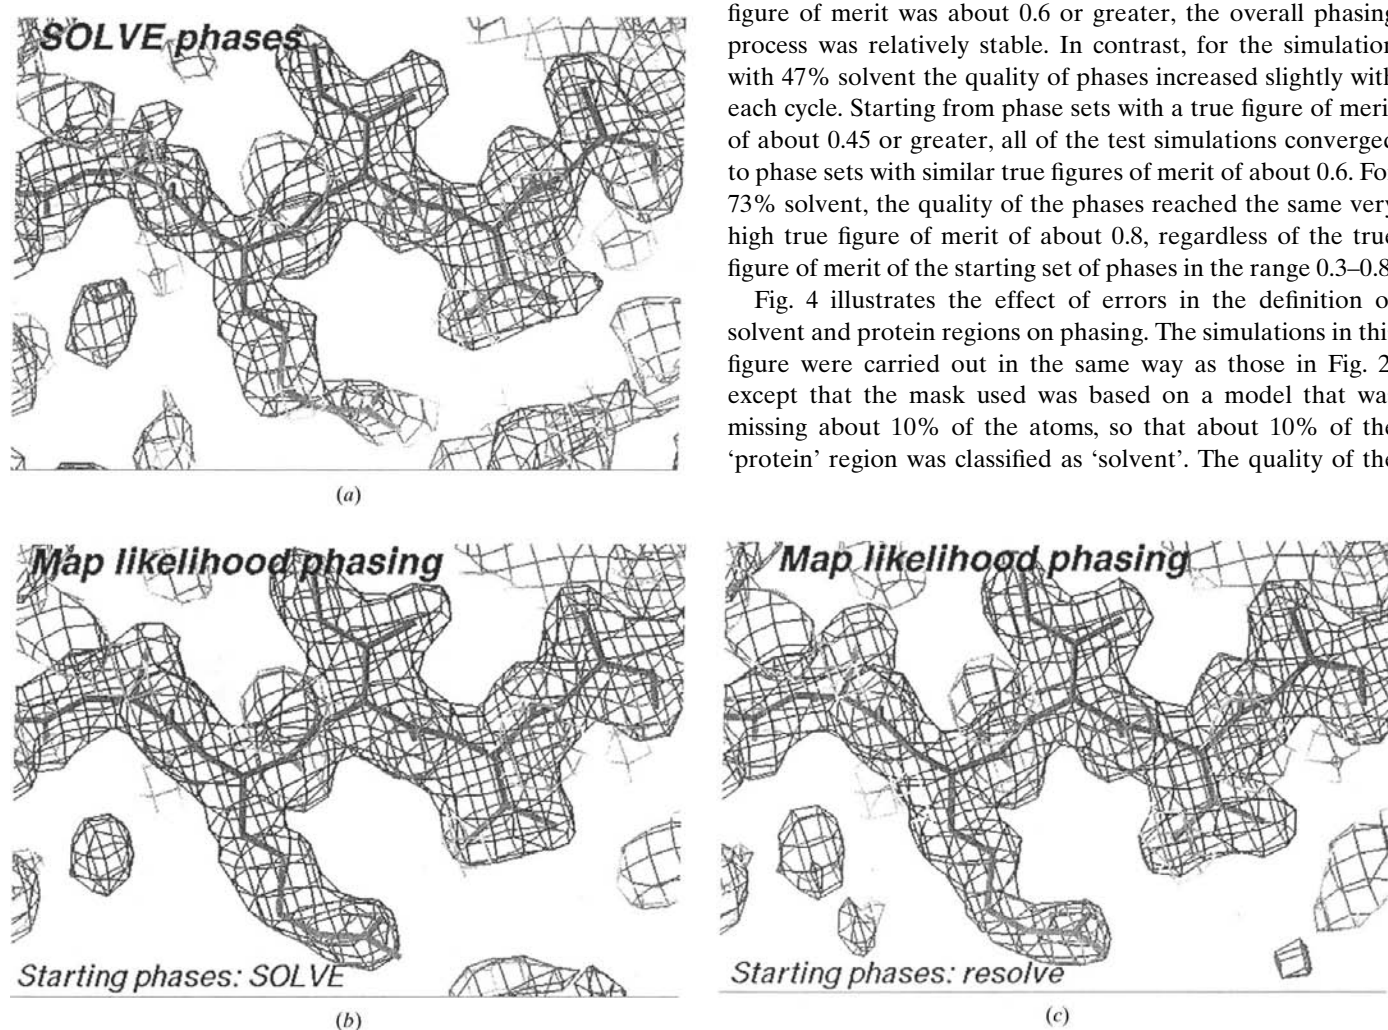 SOLVE phases
(a)
figure of merit was about 0.6 or greater, the overall phasing
process was relatively stable. In contrast, for the simulation
with 47% solvent the quality of phases increased slightly with
each cycle. Starting from phase sets with a true figure of meri
of about 0.45 or greater, all of the test simulations converged
to phase sets with similar true figures of merit of about 0.6. Fo
73% solvent, the quality of the phases reached the same very
high true figure of merit of about 0.8, regardless of the true
figure of merit of the starting set of phases in the range 0.3–0.8
Fig. 4 illustrates the effect of errors in the definition o
solvent and protein regions on phasing. The simulations in thi
figure were carried out in the same way as those in Fig. 2
except that the mask used was based on a model that wa
missing about 10% of the atoms, so that about 10% of the
‘protein’ region was classified as ‘solvent’. The quality of the
Map likelihood phasing
Starting phases: SOLVE
(b)
Map likelihood phasing
Starting phases: resolve
(c)